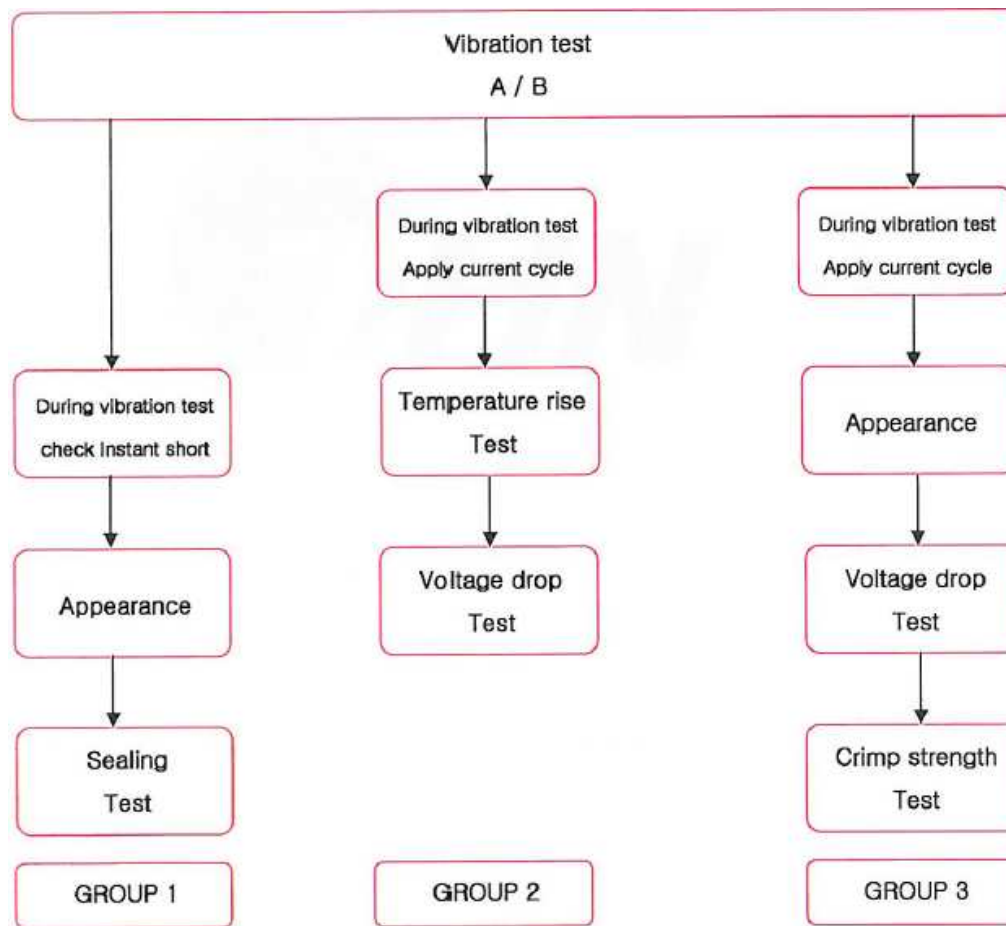 Vibration test
A / B
During vibration test
check instant short
Appearance
Sealing
Test
GROUP 1
During vibration test
Apply current cycle
Temperature rise
Test
Voltage drop
Test
GROUP 2
During vibration test
Apply current cycle
Appearance
Voltage drop
Test
Crimp strength
Test
GROUP 3